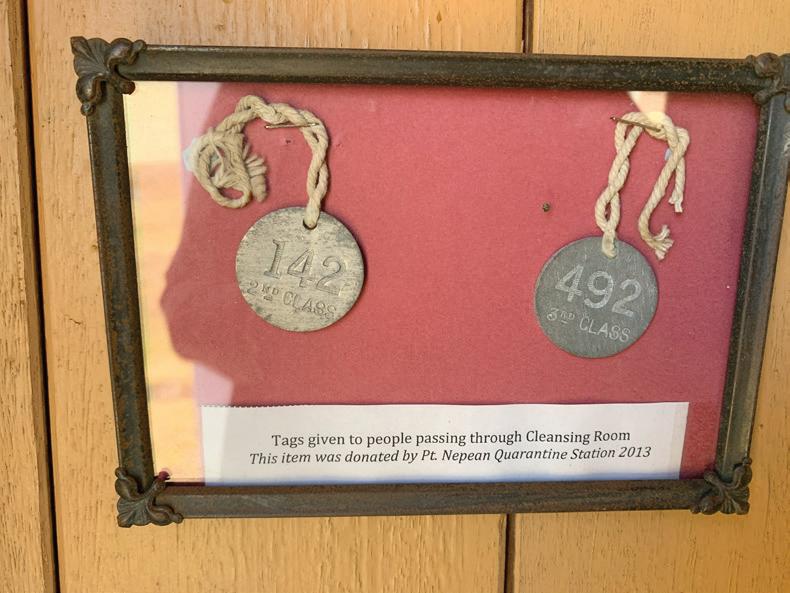 142
2ND CLASS
492
3RD CLASS
Tags given to people passing through Cleansing Room
This item was donated by Pt. Nepean Quarantine Station 2013